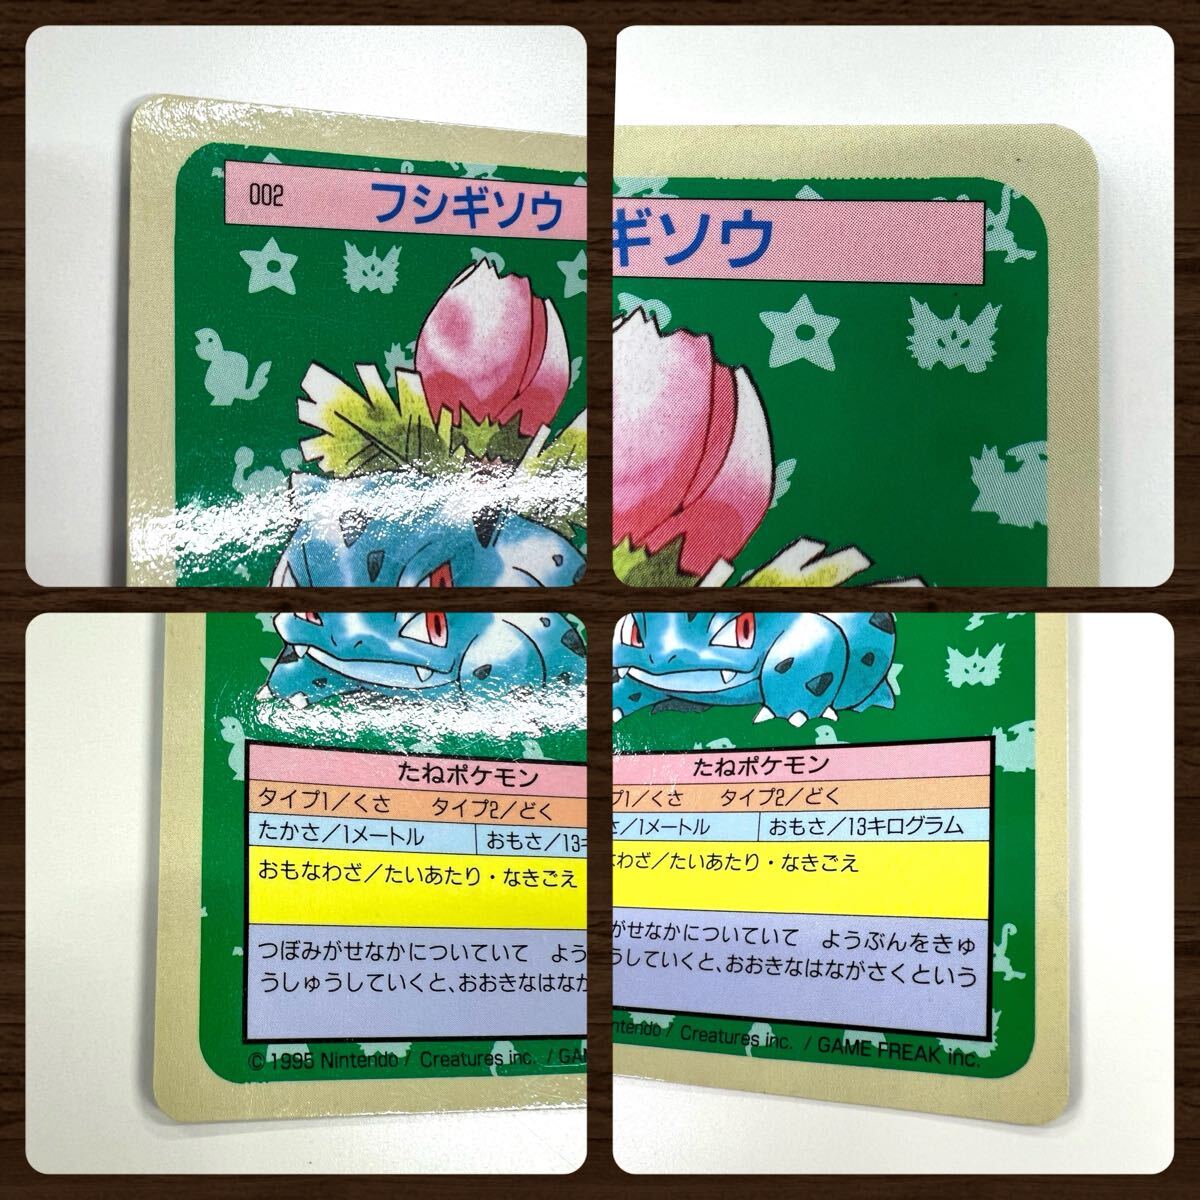 002 フシギソウ
ギソウ
たねポケモン
タイプ1/くさ タイプ2/どく
たかさ/1メートル おもさ/13キ
おもなわざ/たいあたり・なきごえ
つぼみがせなかについていて よう
うしゅうしていくと、おおきなはなが
©1995 Nintendo / Creatures inc. / GA
たねポケモン
プ1/くさ タイプ2/どく
さ/1メートル おもさ/13キログラム
わざ/たいあたり・なきごえ
がせなかについていて ようぶんをきゅ
うしていくと、おおきなはながさくという
Nintendo / Creatures inc. / GAME FREAK inc.